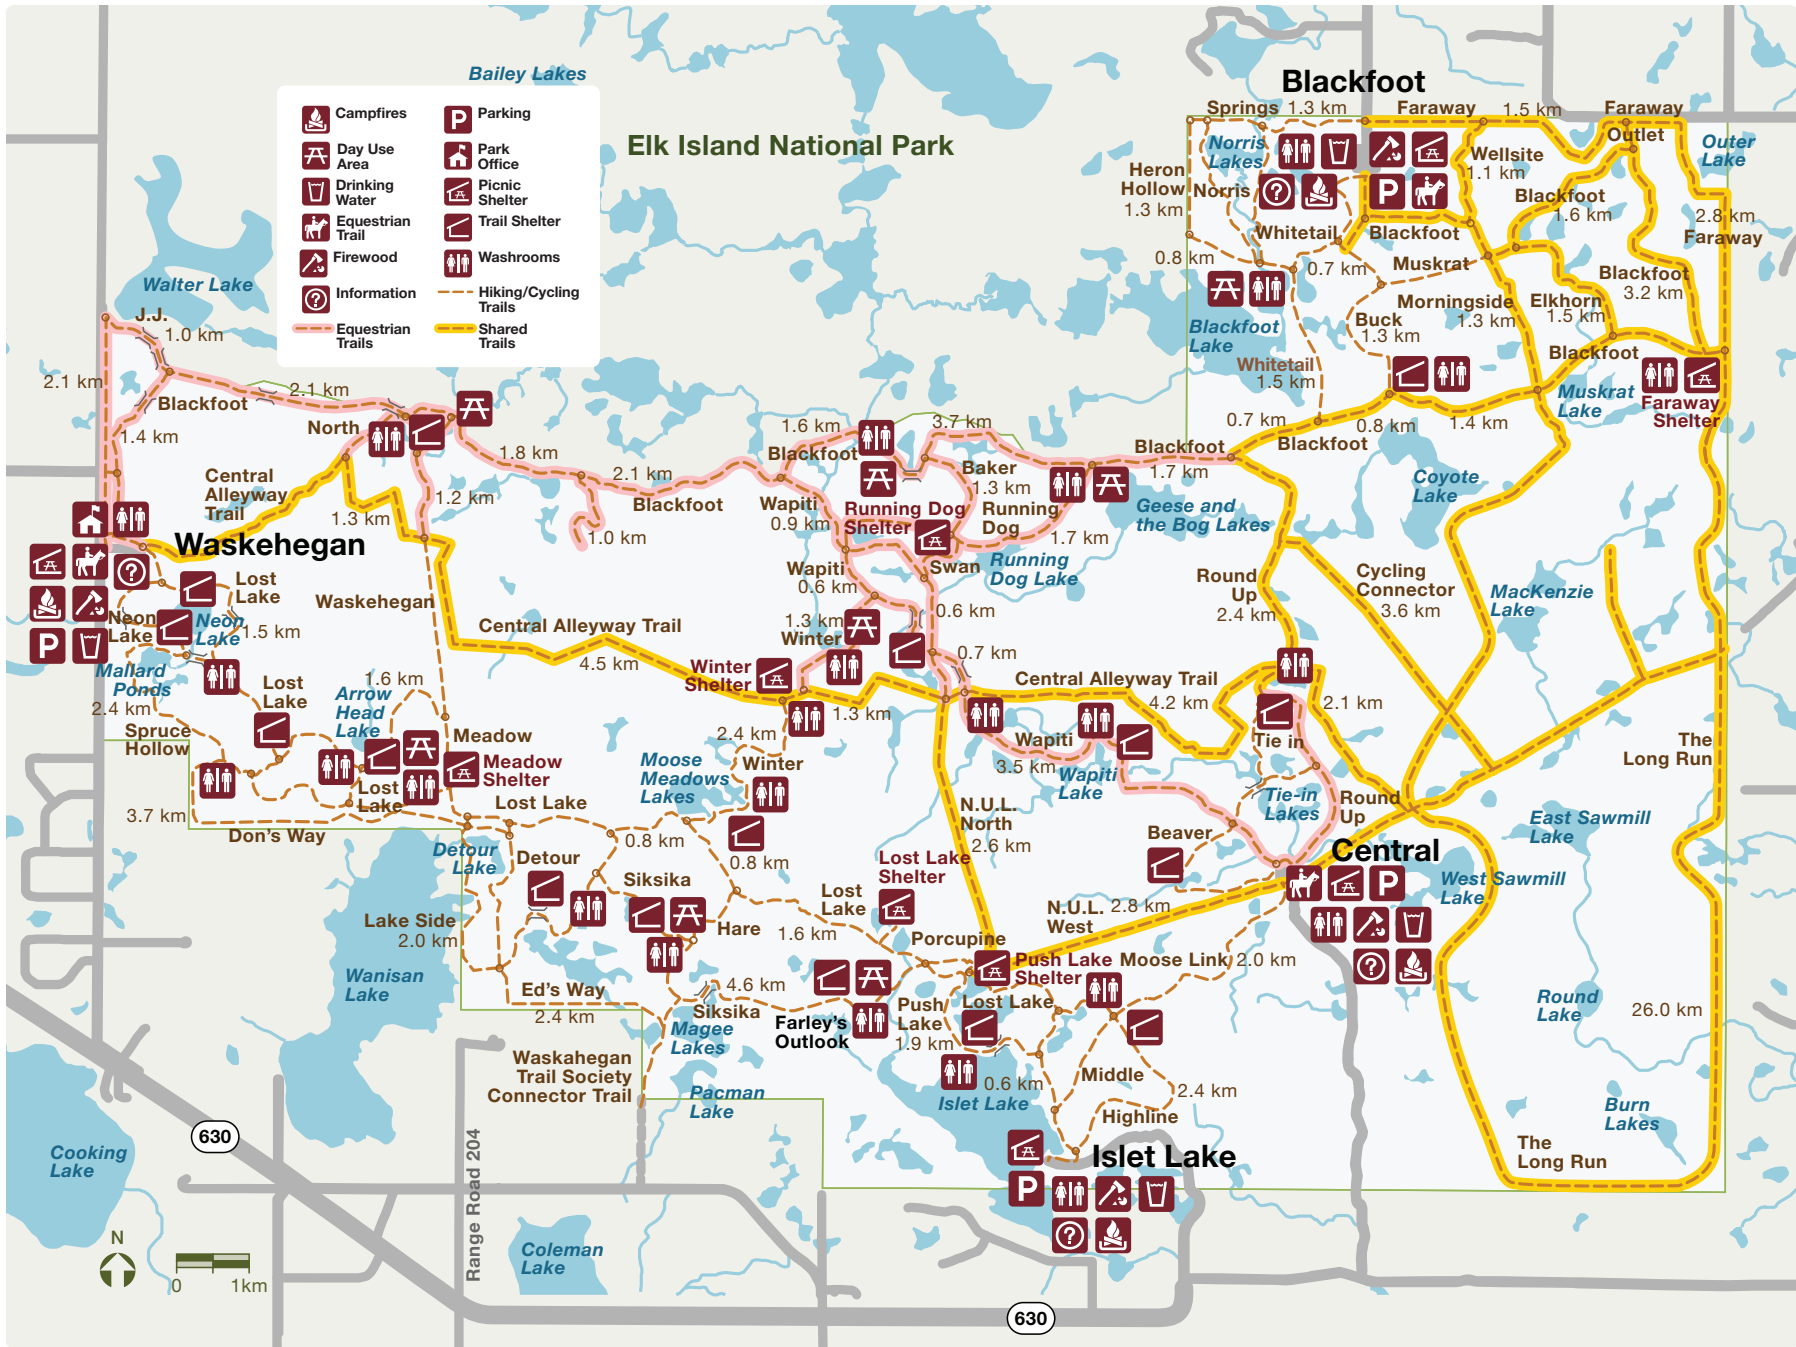 Bailey Lakes
Elk Island National Park
Blackfoot
Campfires
Day Use
Area
Drinking
Water
Equestrian
Trail
Firewood
Information
Equestrian
Trails
P
Parking
Park
Office
Picnic
Shelter
Trail Shelter
Washrooms
Hiking/Cycling
Trails
Shared
Trails
?
Springs 1.3 km
Faraway
1.5 km
Faraway
Outlet
Outer
Lake
Norris
Lakes
Wellsite
1.1 km
Heron
Hollow
1.3 km
Norris
?
P
Blackfoot
1.6 km
2.8 km
Faraway
Whitetail
Blackfoot
0.8 km
0.7 km
Muskrat
Blackfoot
3.2 km
Morningside
1.3 km
Elkhorn
1.5 km
Buck
1.3 km
Blackfoot
Lake
Blackfoot
Whitetail
1.5 km
Muskrat
Lake
Faraway
Shelter
0.7 km
Blackfoot
0.8 km
1.4 km
Walter Lake
J.J.
1.0 km
2.1 km
2.1 km
Blackfoot
1.4 km
North
Central
Alleyway
Trail
1.3 km
1.2 km
1.8 km
2.1 km
Blackfoot
1.0 km
1.6 km
Blackfoot
3.7 km
Baker
1.3 km
Wapiti
0.9 km
Running Dog
Shelter
Running
Dog
1.7 km
Blackfoot
1.7 km
Geese and
the Bog Lakes
Coyote
Lake
Running
Dog Lake
Swan
Wapiti
0.6 km
0.6 km
1.3 km
Winter
0.7 km
Waskehegan
?
P
Lost
Lake
Neon
Lake
Neon
Lake
1.5 km
Mallard
Ponds
2.4 km
Lost
Lake
Waskehegan
Central Alleyway Trail
4.5 km
Winter
Shelter
1.3 km
Central Alleyway Trail
4.2 km
Round
Up
2.4 km
Cycling
Connector
3.6 km
MacKenzie
Lake
2.1 km
Tie in
1.6 km
Arrow
Head
Lake
Spruce
Hollow
Meadow
Meadow
Shelter
Lost
Lake
Lost Lake
3.7 km
Don's Way
Moose
Meadows
Lakes
2.4 km
Winter
0.8 km
0.8 km
Wapiti
3.5 km
Wapiti
Lake
Tie-in
Lakes
Round
Up
The
Long Run
N.U.L.
North
2.6 km
Beaver
Central
P
?
East Sawmill
Lake
West Sawmill
Lake
Detour
Lake
Detour
Siksika
Hare
Lost Lake
Shelter
Lost
Lake
1.6 km
Porcupine
N.U.L.
West
2.8 km
Lake Side
2.0 km
Wanisan
Lake
Ed's Way
2.4 km
4.6 km
Siksika
Magee
Lakes
Farley's
Outlook
Push Lake
Shelter
Moose Link
2.0 km
Push
Lake
1.9 km
Lost Lake
Round
Lake
26.0 km
Waskahegan
Trail Society
Connector Trail
Pacman
Lake
0.6 km
Islet Lake
Middle
2.4 km
Highline
Burn
Lakes
The
Long Run
Islet Lake
P
?
Cooking
Lake
630
Range Road 204
Coleman
Lake
N
0
1km
630